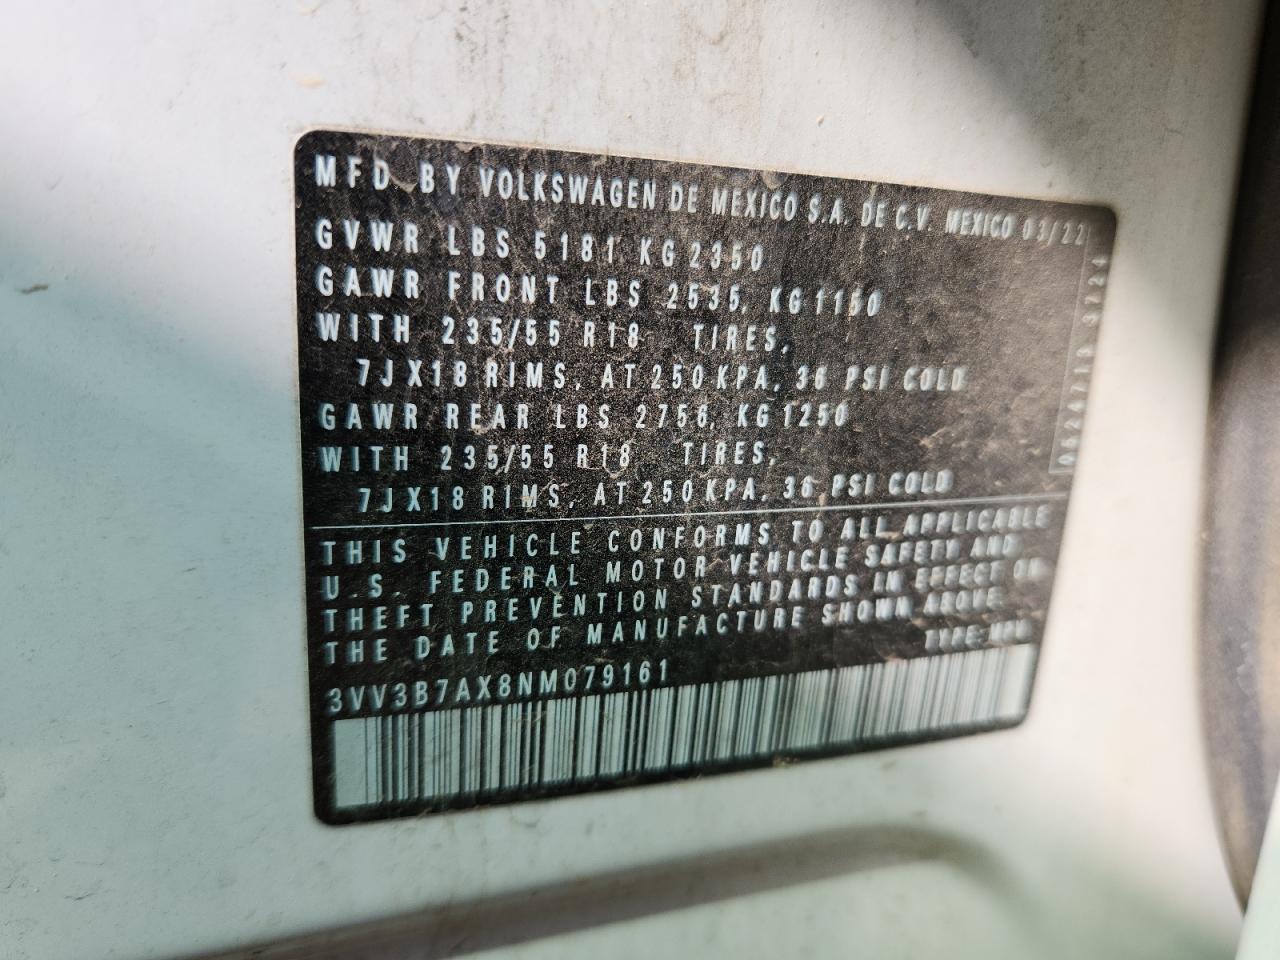 MFD BY VOLKSWAGEN DE MEXICO S.A. DE C.V. MEXICO 03/22
GVWR LBS 5181 KG 2350
GAWR FRONT LBS 2535, KG 1150
WITH 235/55 R18 TIRES,
7JX18 RIMS, AT 250 KPA, 36 PSI COLD
GAWR REAR LBS 2756, KG 1250
WITH 235/55 R18 TIRES,
7JX18 RIMS, AT 250 KPA, 36 PSI COLD
THIS VEHICLE CONFORMS TO ALL APPLICABLE
U.S. FEDERAL MOTOR VEHICLE SAFETY AND
THEFT PREVENTION STANDARDS IN EFFECT ON
THE DATE OF MANUFACTURE SHOWN ABOVE.
TYPE: MPV
3VV3B7AX8NM079161